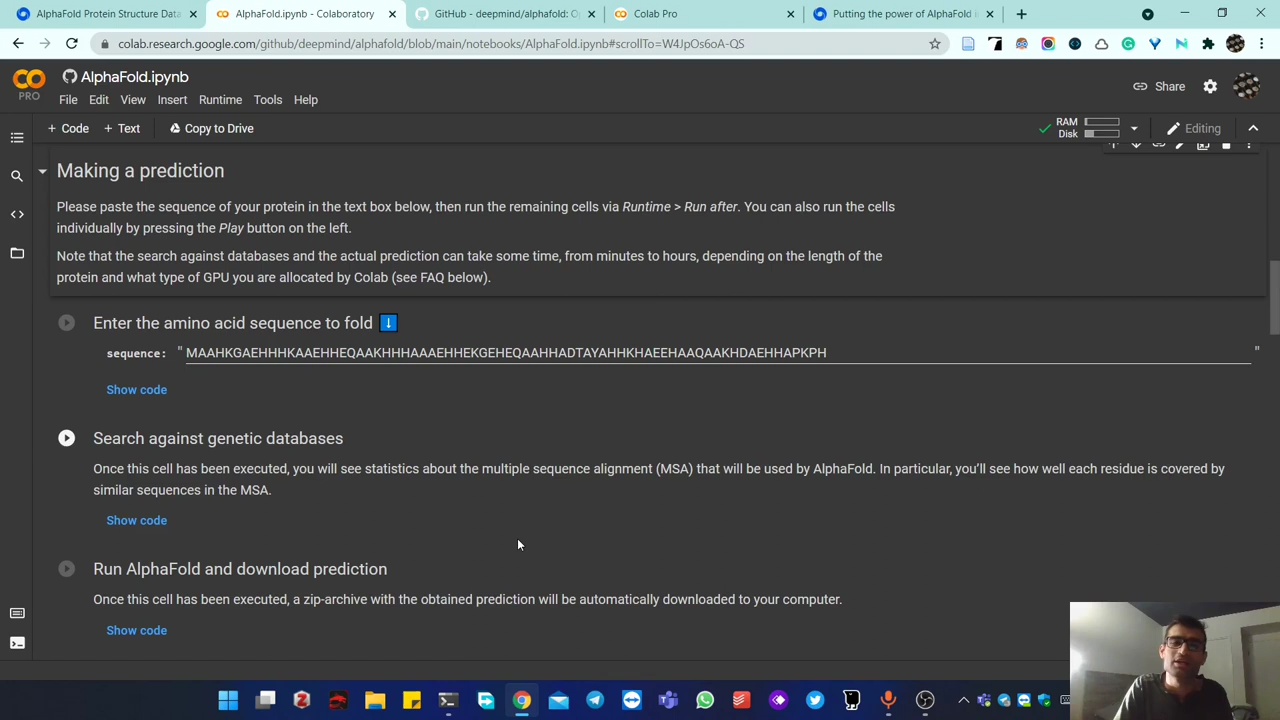 AlphaFold Protein Structure Data
AlphaFold.ipynb - Colaboratory
GitHub - deepmind/alphafold: Op
Colab Pro
Putting the power of AlphaFold i
colab.research.google.com/github/deepmind/alphafold/blob/main/notebooks/AlphaFold.ipynb#scrollTo=W4JpOs6oA-QS
CO
PRO
AlphaFold.ipynb
Share
File Edit View Insert Runtime Tools Help
+ Code + Text Copy to Drive
RAM
Disk
Editing
Making a prediction
Please paste the sequence of your protein in the text box below, then run the remaining cells via Runtime > Run after. You can also run the cells
individually by pressing the Play button on the left.
Note that the search against databases and the actual prediction can take some time, from minutes to hours, depending on the length of the
protein and what type of GPU you are allocated by Colab (see FAQ below).
Enter the amino acid sequence to fold
sequence: " MAAHKGAEHHHKAAEHHEQAAKHHHAAAEHHEKGEHEQAAHHADTAYAHHKHAEEHAAQAAKHDAEHHAPKPH "
Show code
Search against genetic databases
Once this cell has been executed, you will see statistics about the multiple sequence alignment (MSA) that will be used by AlphaFold. In particular, you'll see how well each residue is covered by
similar sequences in the MSA.
Show code
Run AlphaFold and download prediction
Once this cell has been executed, a zip-archive with the obtained prediction will be automatically downloaded to your computer.
Show code